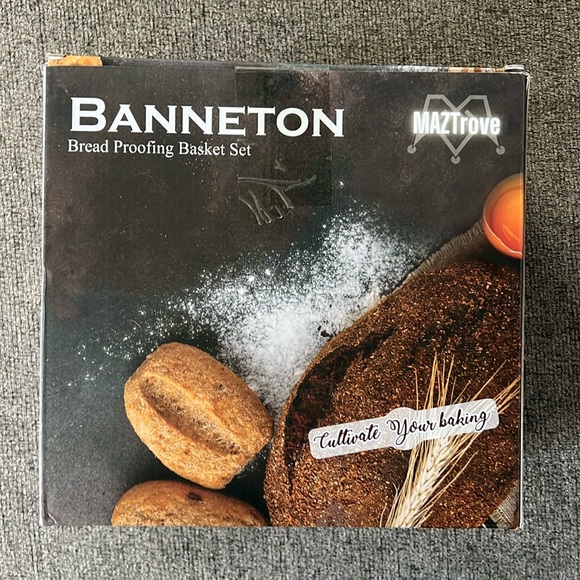 BANNETON
Bread Proofing Basket Set
MAZTrove
Cultivate Your baking